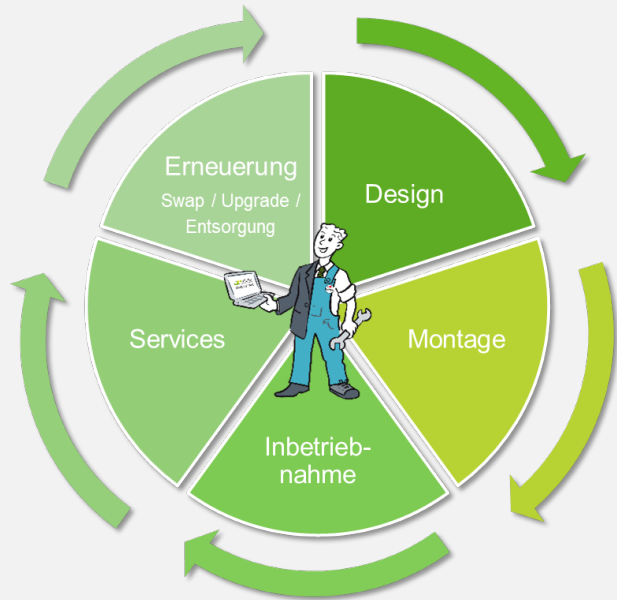 Erneuerung
Swap / Upgrade /
Entsorgung
Design
Services
Montage
Inbetrieb-
nahme